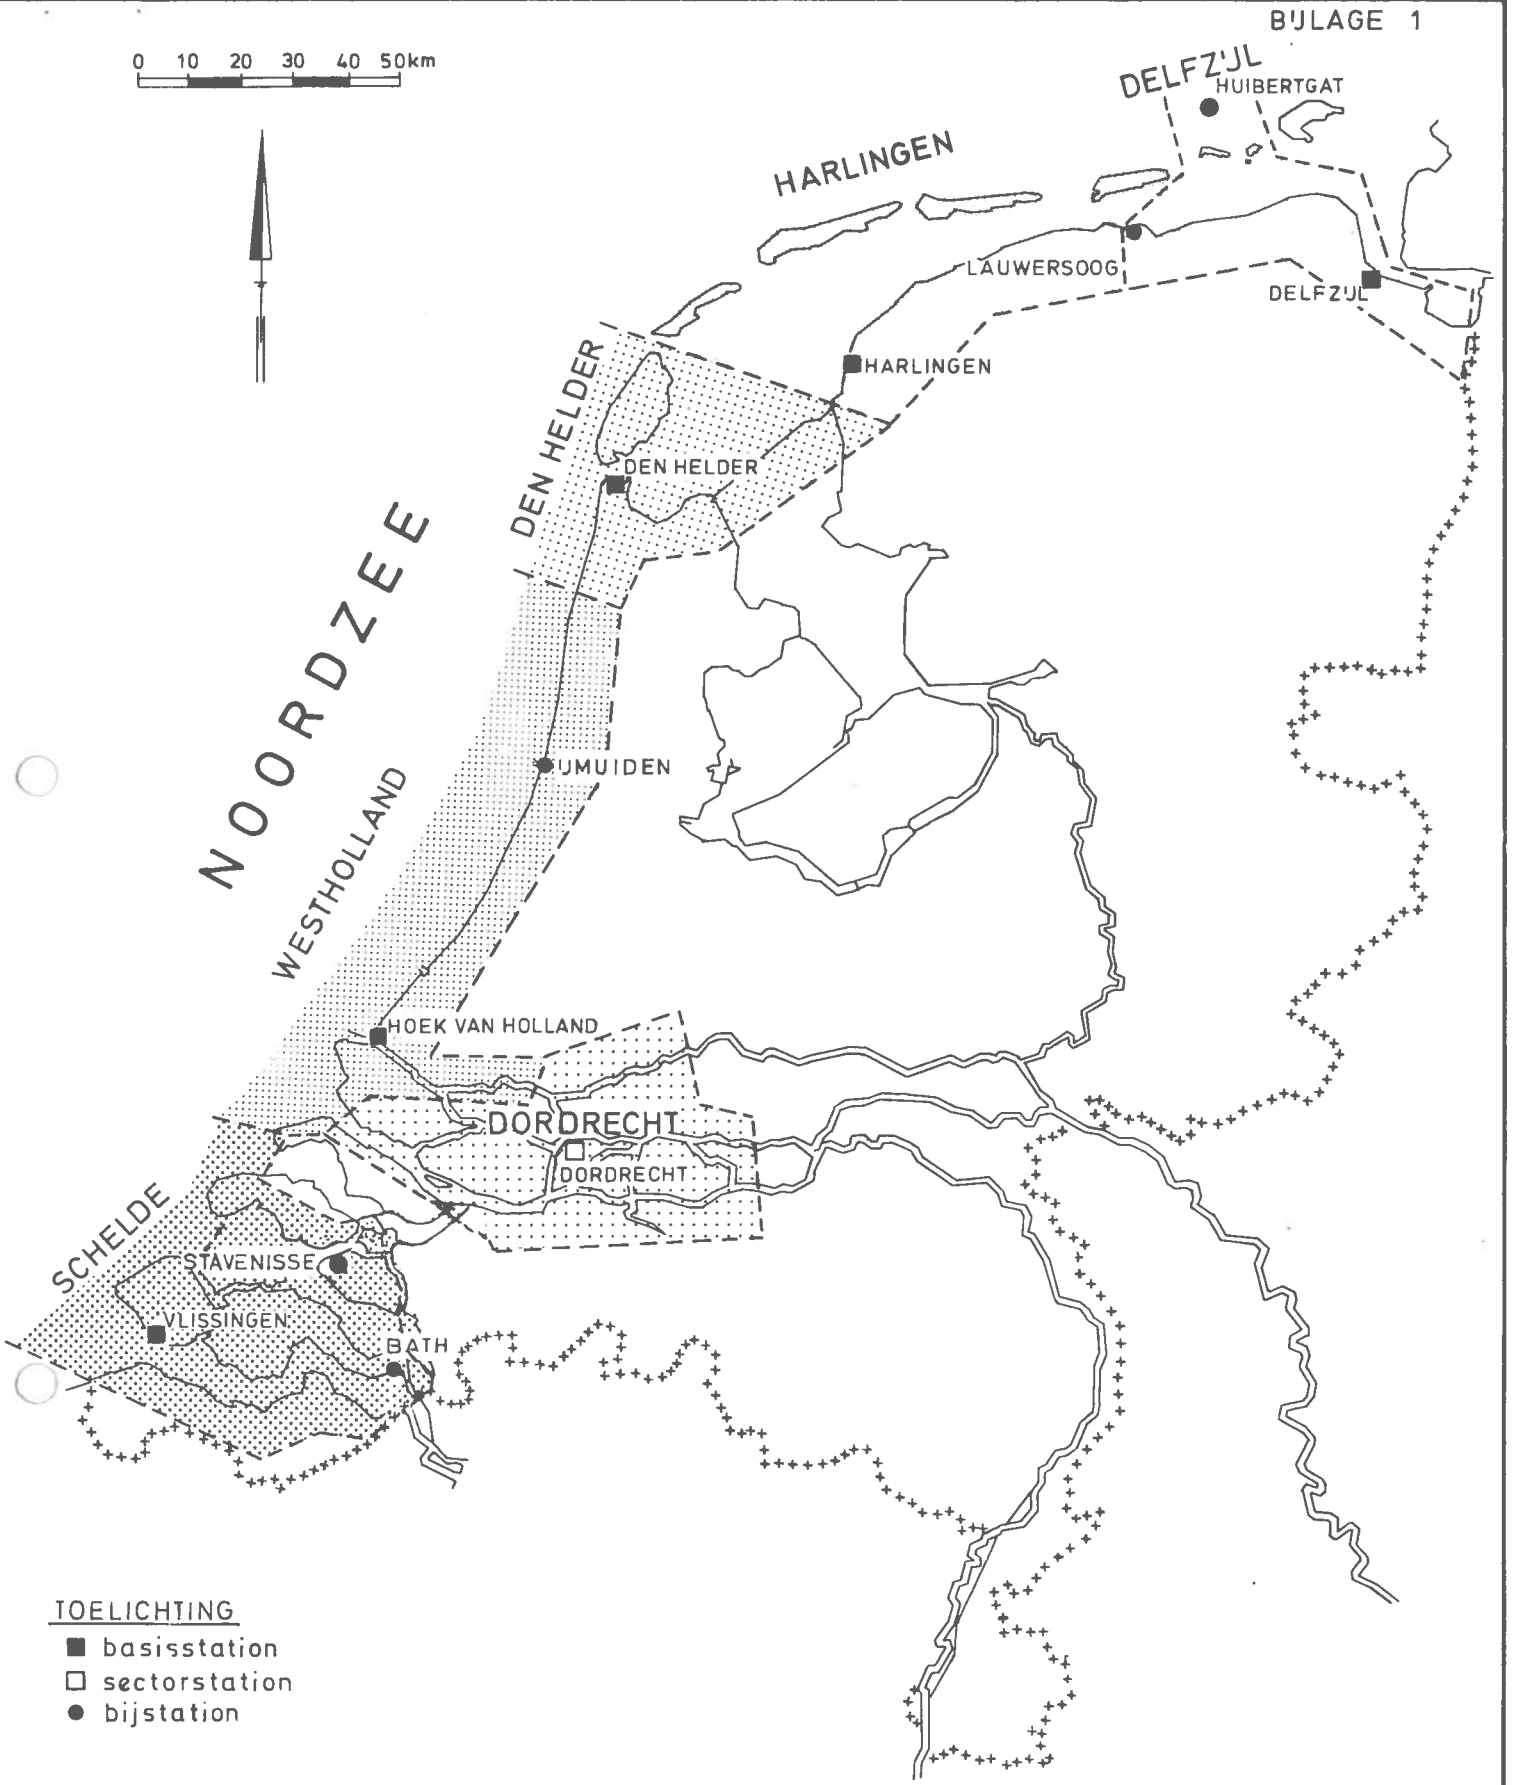 BIJLAGE 1
0 10 20 30 40 50km
DELFZIJL
HUIBERTGAT
HARLINGEN
LAUWERSOOG
DELFZIJL
HARLINGEN
DEN HELDER
DEN HELDER
NOORDZEE
IJMUIDEN
WESTHOLLAND
HOEK VAN HOLLAND
DORDRECHT
DORDRECHT
SCHELDE
STAVENISSE
VLISSINGEN
BATH
TOELICHTING
basisstation
sectorstation
bijstation